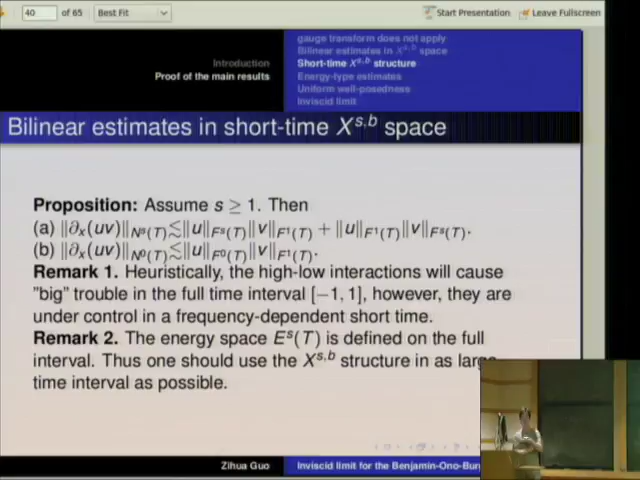 40 of 65 Best Fit Start Presentation Leave Fullscreen
Introduction
Proof of the main results
gauge transform does not apply
Bilinear estimates in X^{s,b} space
Short-time X^{s,b} structure
Energy-type estimates
Uniform well-posedness
Inviscid limit
Bilinear estimates in short-time X^{s,b} space
Proposition: Assume s ≥ 1. Then
(a) ‖∂ₓ(uv)‖_{N^s(T)} ≲ ‖u‖_{F^s(T)}‖v‖_{F^1(T)} + ‖u‖_{F^1(T)}‖v‖_{F^s(T)}.
(b) ‖∂ₓ(uv)‖_{N^0(T)} ≲ ‖u‖_{F^0(T)}‖v‖_{F^1(T)}.
Remark 1. Heuristically, the high-low interactions will cause
"big" trouble in the full time interval [−1, 1], however, they are
under control in a frequency-dependent short time.
Remark 2. The energy space E^s(T) is defined on the full
interval. Thus one should use the X^{s,b} structure in as large
time interval as possible.
Zihua Guo Inviscid limit for the Benjamin-Ono-Bur